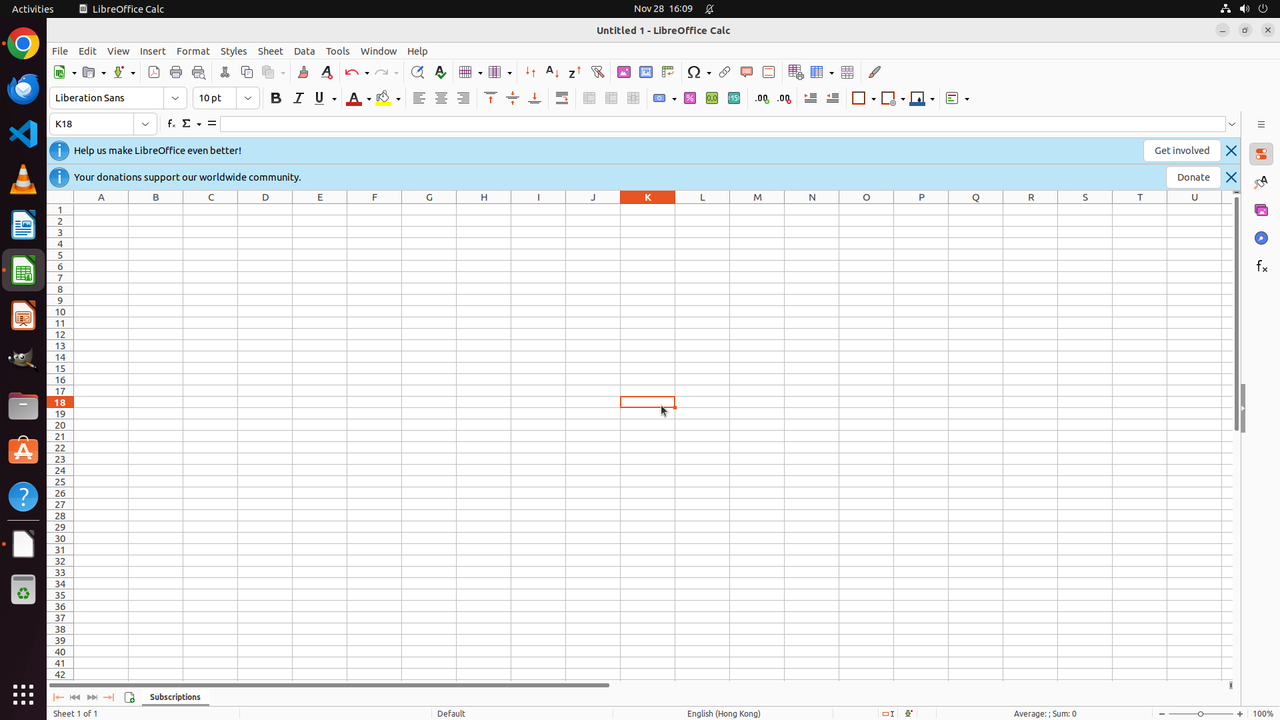 Activities
LibreOffice Calc
Nov 28 16:09
Untitled 1 - LibreOffice Calc
File Edit View Insert Format Styles Sheet Data Tools Window Help
Liberation Sans
10 pt
K18
Help us make LibreOffice even better!
Get involved
Your donations support our worldwide community.
Donate
A B C D E F G H I J K L M N O P Q R S T U
1
2
3
4
5
6
7
8
9
10
11
12
13
14
15
16
17
18
19
20
21
22
23
24
25
26
27
28
29
30
31
32
33
34
35
36
37
38
39
40
41
42
Subscriptions
Sheet 1 of 1
Default
English (Hong Kong)
Average: ; Sum: 0
100%